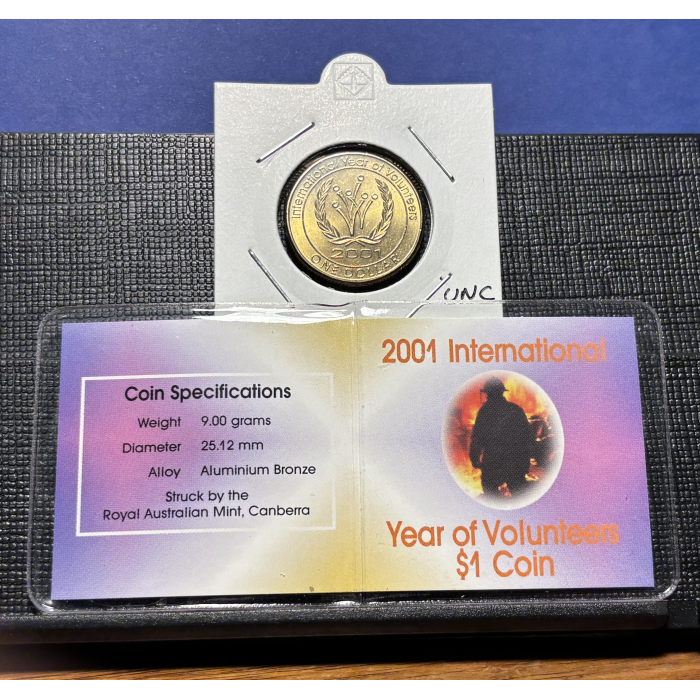 International Year of Volunteers
2001
ONE DOLLAR
UNC
Coin Specifications
Weight 9.00 grams
Diameter 25.12 mm
Alloy Aluminium Bronze
Struck by the
Royal Australian Mint, Canberra
2001 International
Year of Volunteers
$1 Coin